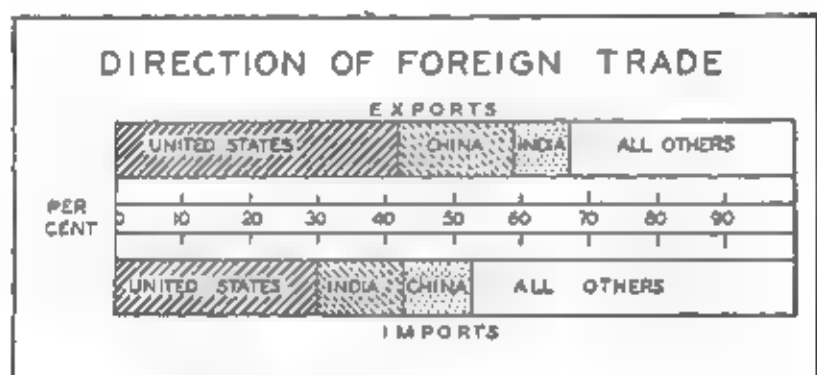 DIRECTION OF FOREIGN TRADE
EXPORTS
UNITED STATES CHINA INDIA ALL OTHERS
PER CENT
0 10 20 30 40 50 60 70 80 90
UNITED STATES INDIA CHINA ALL OTHERS
IMPORTS